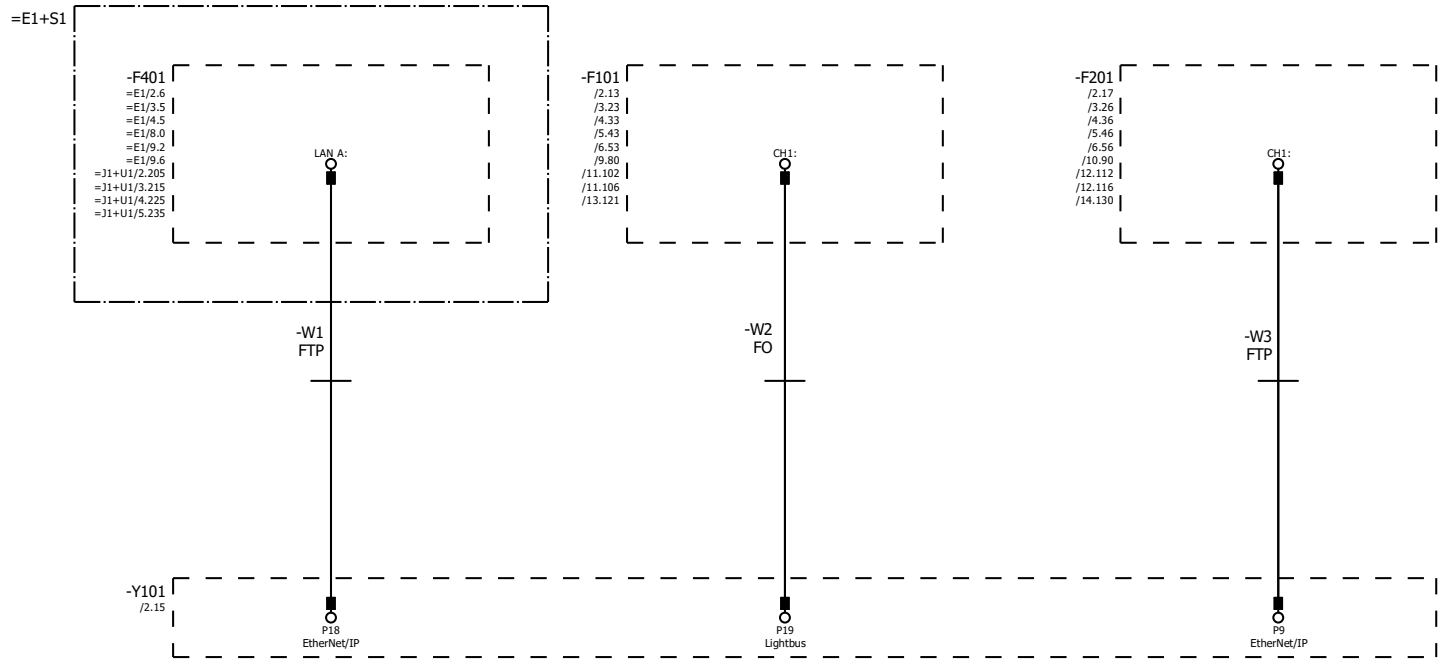 =E1+S1
-F401
=E1/2.6
=E1/3.5
=E1/4.5
=E1/8.0
=E1/9.2
=E1/9.6
=J1+U1/2.205
=J1+U1/3.215
=J1+U1/4.225
=J1+U1/5.235
LAN A:
-F101
/2.13
/3.23
/4.33
/5.43
/6.53
/9.80
/11.102
/11.106
/13.121
CH1:
-F201
/2.17
/3.26
/4.36
/5.46
/6.56
/10.90
/12.112
/12.116
/14.130
CH1:
-W1
FTP
-W2
FO
-W3
FTP
-Y101
/2.15
P18
EtherNet/IP
P19
Lightbus
P9
EtherNet/IP